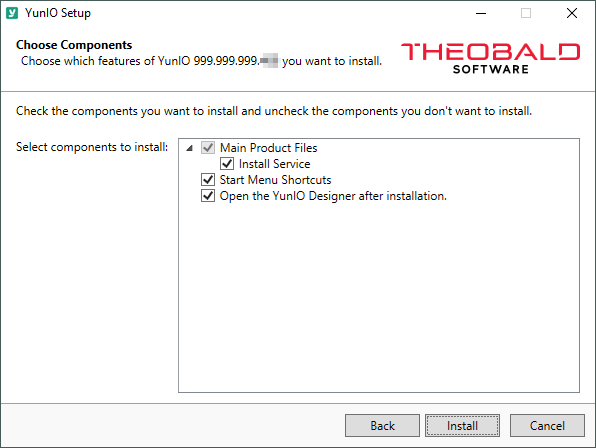 YunIO Setup
Choose Components
Choose which features of YunIO 999.999.999. you want to install.
THEOBALD
SOFTWARE
Check the components you want to install and uncheck the components you don't want to install.
Select components to install:
Main Product Files
Install Service
Start Menu Shortcuts
Open the YunIO Designer after installation.
Back
Install
Cancel